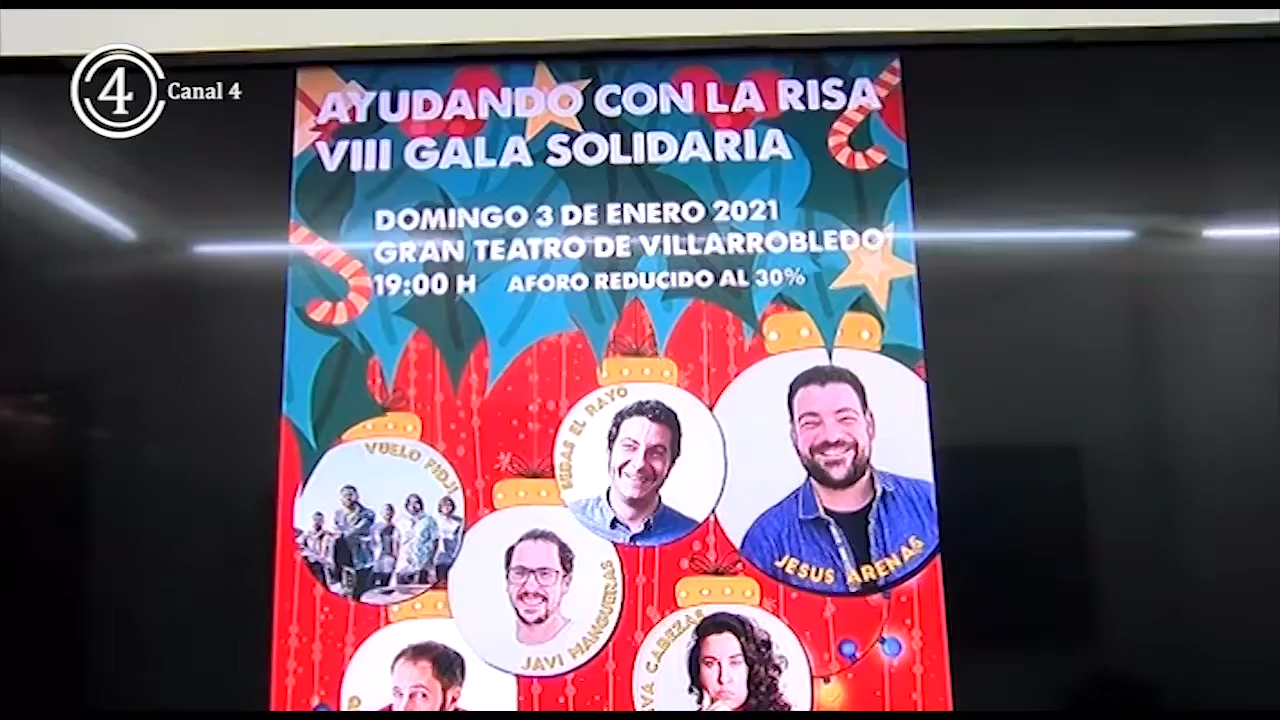 4 Canal 4
AYUDANDO CON LA RISA
VIII GALA SOLIDARIA
DOMINGO 3 DE ENERO 2021
GRAN TEATRO DE VILLARROBLEDO
19:00 H AFORO REDUCIDO AL 30%
VUELO FIDJI
EL RAYO
JESUS ARENAS
JAVI MANGUERAS
CABEZAS